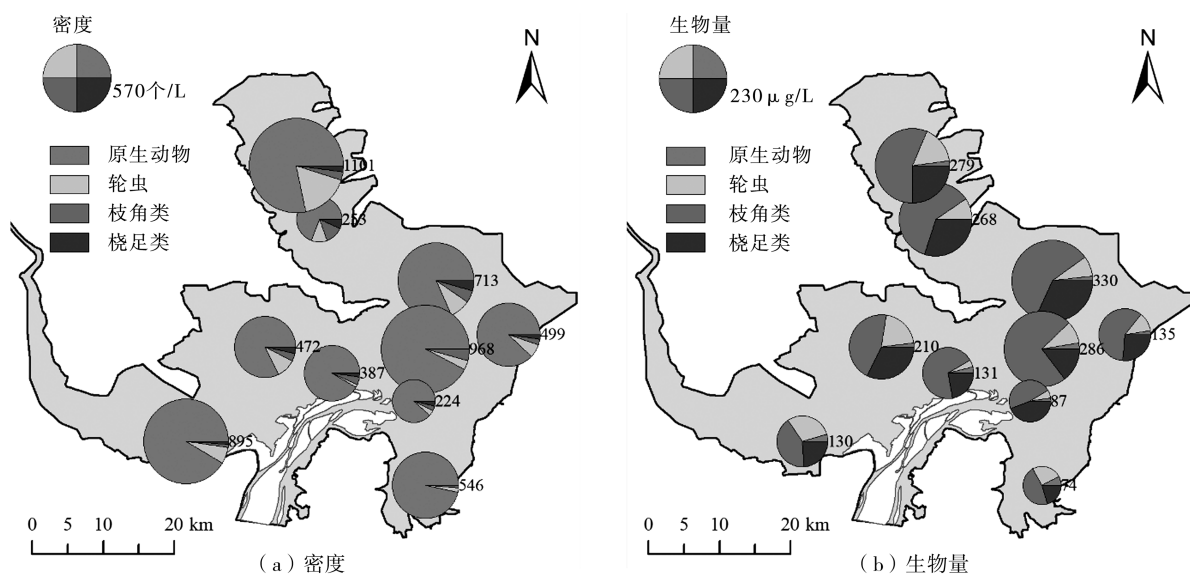 密度
570个/L
原生动物
轮虫
枝角类
桡足类
N
1101
253
713
499
968
472
387
224
895
546
0 5 10 20 km
(a)密度
生物量
230μg/L
原生动物
轮虫
枝角类
桡足类
N
279
268
330
135
286
210
131
87
130
74
0 5 10 20 km
(b)生物量